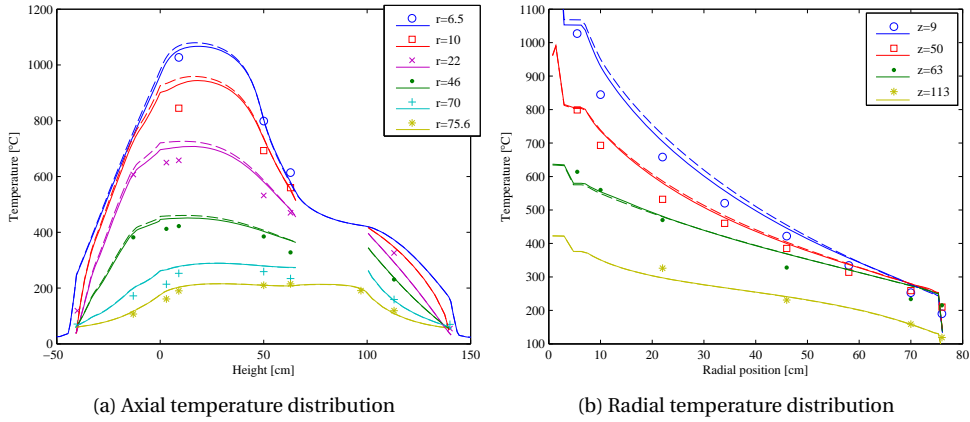 1400
1200
1000
800
600
400
200
0
Temperature [°C]
−50
0
50
100
150
Height [cm]
r=6.5
r=10
r=22
r=46
r=70
r=75.6
(a) Axial temperature distribution
1100
1000
900
800
700
600
500
400
300
200
100
Temperature [°C]
0
10
20
30
40
50
60
70
80
Radial position [cm]
z=9
z=50
z=63
z=113
(b) Radial temperature distribution